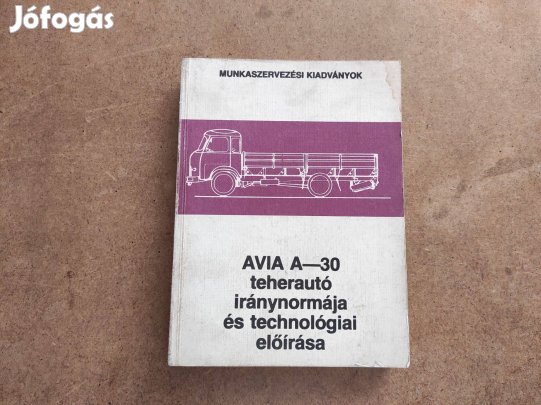 Jófogás
MUNKASZERVEZÉSI KIADVÁNYOK
AVIA A—30
teherautó
iránynormája
és technológiai
előírása